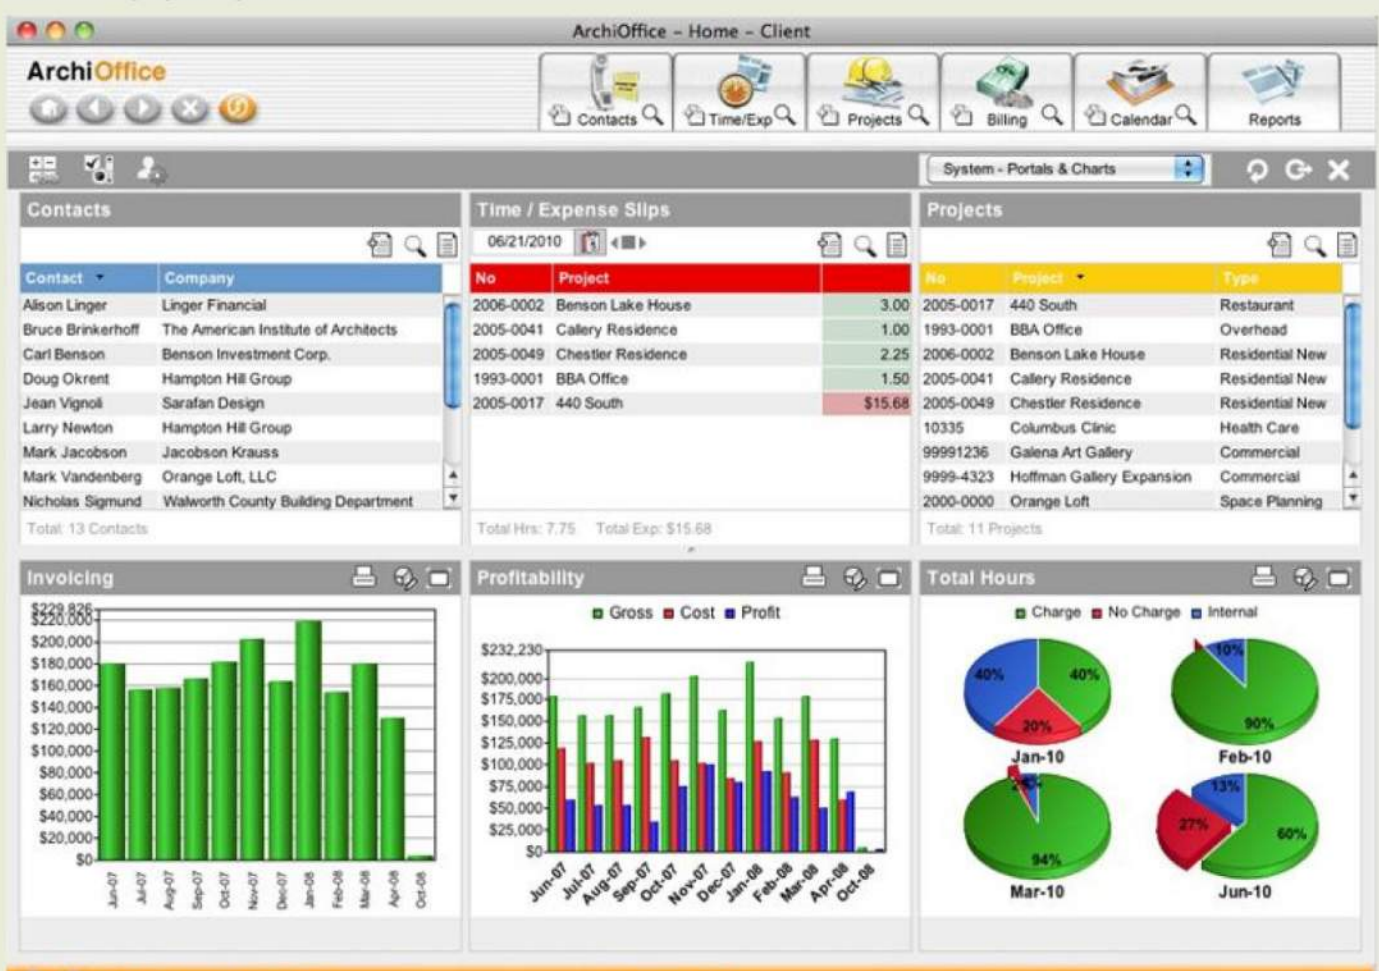 ArchiOffice – Home – Client
ArchiOffice
Contacts
Time/Exp
Projects
Billing
Calendar
Reports
System - Portals & Charts
Contacts
Contact Company
Alison Linger Linger Financial
Bruce Brinkerhoff The American Institute of Architects
Carl Benson Benson Investment Corp.
Doug Okrent Hampton Hill Group
Jean Vignoli Sarafan Design
Larry Newton Hampton Hill Group
Mark Jacobson Jacobson Krauss
Mark Vandenberg Orange Loft, LLC
Nicholas Sigmund Walworth County Building Department
Total: 13 Contacts
Time / Expense Slips
06/21/2010
No Project
2006-0002 Benson Lake House 3.00
2005-0041 Callery Residence 1.00
2005-0049 Chestler Residence 2.25
1993-0001 BBA Office 1.50
2005-0017 440 South $15.68
Total Hrs: 7.75 Total Exp: $15.68
Projects
No Project Type
2005-0017 440 South Restaurant
1993-0001 BBA Office Overhead
2006-0002 Benson Lake House Residential New
2005-0041 Callery Residence Residential New
2005-0049 Chestler Residence Residential New
10335 Columbus Clinic Health Care
99991236 Galena Art Gallery Commercial
9999-4323 Hoffman Gallery Expansion Commercial
2000-0000 Orange Loft Space Planning
Total: 11 Projects
Invoicing
$229,826
$220,000
$200,000
$180,000
$160,000
$140,000
$120,000
$100,000
$80,000
$60,000
$40,000
$20,000
$0
Jun-07 Jul-07 Aug-07 Sep-07 Oct-07 Nov-07 Dec-07 Jan-08 Feb-08 Mar-08 Apr-08 Oct-08
Profitability
Gross Cost Profit
$232,230
$200,000
$175,000
$150,000
$125,000
$100,000
$75,000
$50,000
$25,000
$0
Jun-07 Jul-07 Aug-07 Sep-07 Oct-07 Nov-07 Dec-07 Jan-08 Feb-08 Mar-08 Apr-08 Oct-08
Total Hours
Charge No Charge Internal
40% 40%
20%
Jan-10
10%
90%
Feb-10
94%
Mar-10
13%
27% 60%
Jun-10